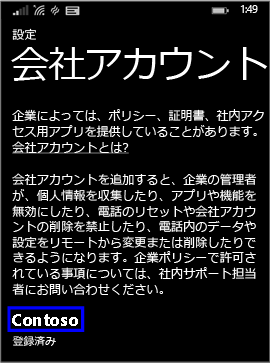 1:49
設定
会社アカウント
企業によっては、ポリシー、証明書、社内アク
セス用アプリを提供していることがあります。
会社アカウントとは?
会社アカウントを追加すると、企業の管理者
が、個人情報を収集したり、アプリや機能を
無効にしたり、電話のリセットや会社アカウ
ントの削除を禁止したり、電話内のデータや
設定をリモートから変更または削除したりで
きるようになります。企業ポリシーで許可さ
れている事項については、社内サポート担当
者にお問い合わせください。
Contoso
登録済み